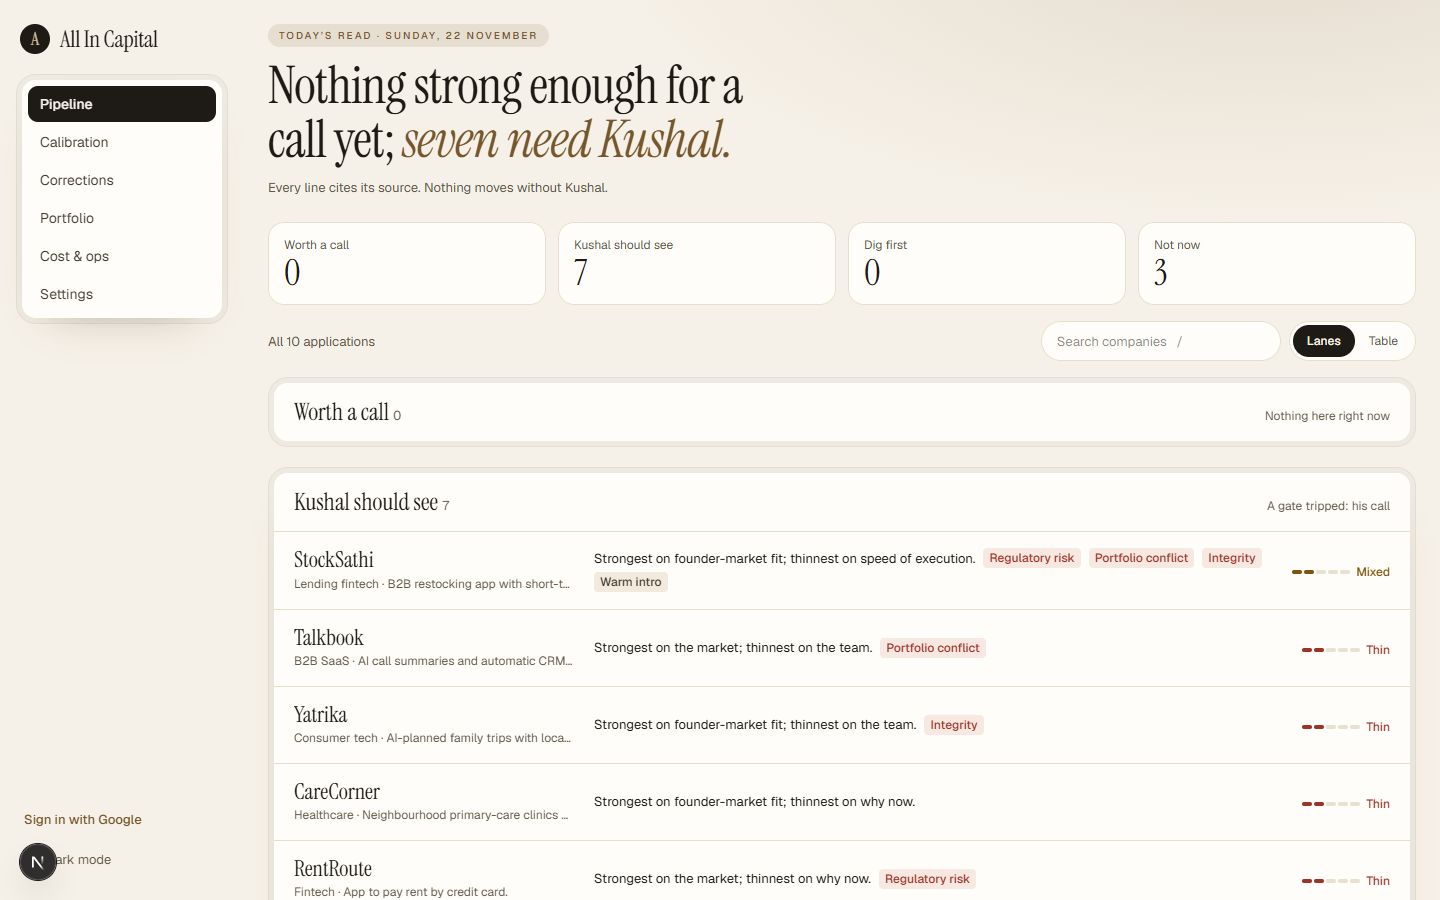 A All In Capital
Pipeline
Calibration
Corrections
Portfolio
Cost & ops
Settings
Sign in with Google
N ark mode
TODAY'S READ · SUNDAY, 22 NOVEMBER
Nothing strong enough for a
call yet; seven need Kushal.
Every line cites its source. Nothing moves without Kushal.
Worth a call
0
Kushal should see
7
Dig first
0
Not now
3
All 10 applications
Search companies /
Lanes Table
Worth a call 0
Nothing here right now
Kushal should see 7
A gate tripped: his call
StockSathi
Lending fintech · B2B restocking app with short-t...
Strongest on founder-market fit; thinnest on speed of execution. Regulatory risk Portfolio conflict Integrity
Warm intro
Mixed
Talkbook
B2B SaaS · AI call summaries and automatic CRM...
Strongest on the market; thinnest on the team. Portfolio conflict
Thin
Yatrika
Consumer tech · AI-planned family trips with loca...
Strongest on founder-market fit; thinnest on the team. Integrity
Thin
CareCorner
Healthcare · Neighbourhood primary-care clinics ...
Strongest on founder-market fit; thinnest on why now.
Thin
RentRoute
Fintech · App to pay rent by credit card.
Strongest on the market; thinnest on why now. Regulatory risk
Thin